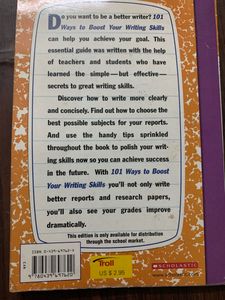 Do you want to be a better writer? 101
Ways to Boost Your Writing Skills
can help you achieve your goal. This
essential guide was written with the help
of teachers and students who have
learned the simple—but effective—
secrets to great writing skills.
Discover how to write more clearly
and concisely. Find out how to choose the
best possible subjects for your reports.
And use the handy tips sprinkled
throughout the book to polish your writ-
ing skills now so you can achieve success
in the future. With 101 Ways to Boost
Your Writing Skills you'll not only write
better reports and research papers,
you'll also see your grades improve
dramatically.
This edition is only available for distribution
through the school market.
Troll
US $ 2.95
SCHOLASTIC